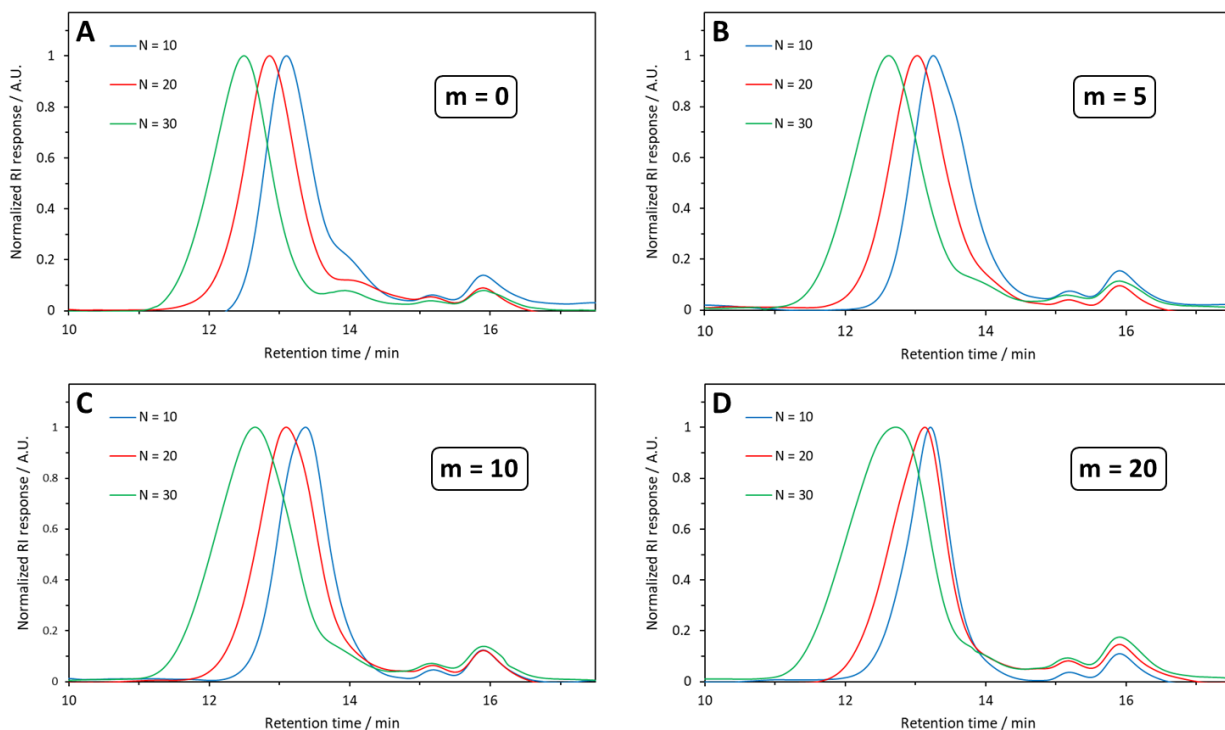 A
N = 10
N = 20
N = 30
m = 0
Normalized RI response / A.U.
1
0.8
0.6
0.4
0.2
0
10
12
14
16
Retention time / min
B
N = 10
N = 20
N = 30
m = 5
Normalized RI response / A.U.
1
0.8
0.6
0.4
0.2
0
10
12
14
16
Retention time / min
C
N = 10
N = 20
N = 30
m = 10
Normalized RI response / A.U.
1
0.8
0.6
0.4
0.2
0
10
12
14
16
Retention time / min
D
N = 10
N = 20
N = 30
m = 20
Normalized RI response / A.U.
1
0.8
0.6
0.4
0.2
0
10
12
14
16
Retention time / min